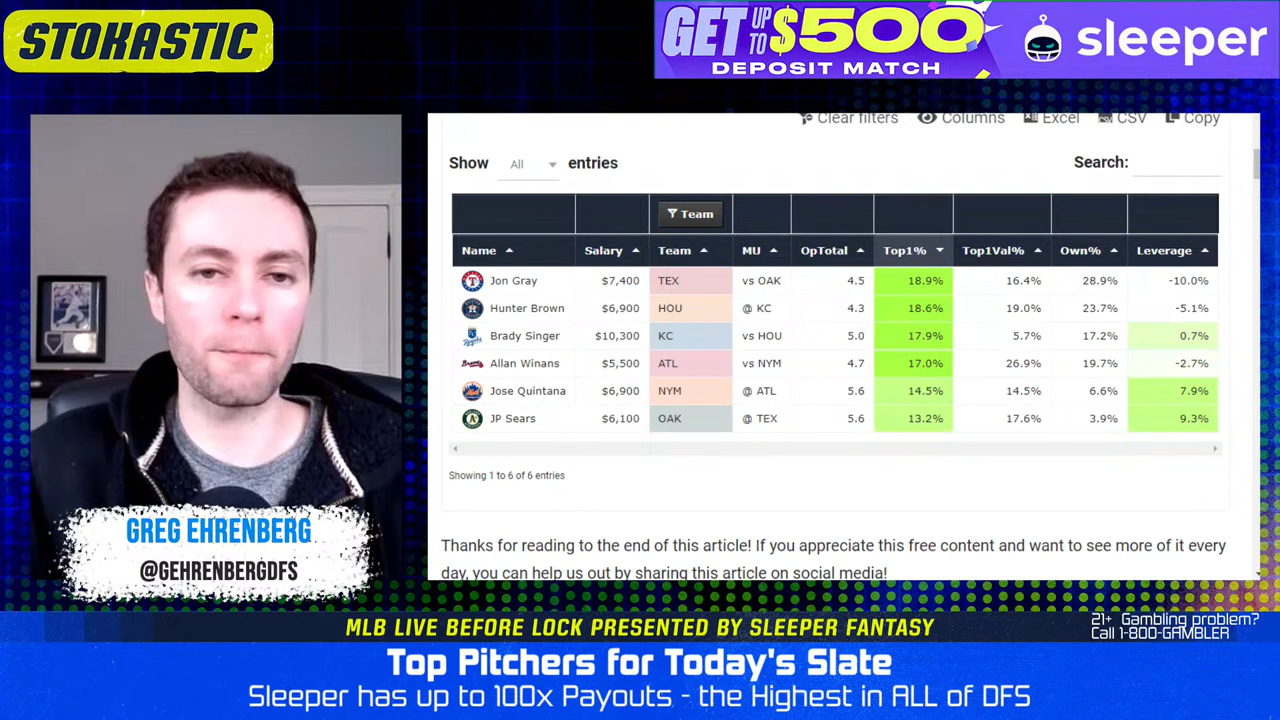 STOKASTIC
GET UP TO $500
DEPOSIT MATCH
sleeper
Clear filters Columns Excel CSV Copy
Show All entries Search:
Team
Name Salary Team MU OpTotal Top1% Top1Val% Own% Leverage
Jon Gray $7,400 TEX vs OAK 4.5 18.9% 16.4% 28.9% -10.0%
Hunter Brown $6,900 HOU @ KC 4.3 18.6% 19.0% 23.7% -5.1%
Brady Singer $10,300 KC vs HOU 5.0 17.9% 5.7% 17.2% 0.7%
Allan Winans $5,500 ATL vs NYM 4.7 17.0% 26.9% 19.7% -2.7%
Jose Quintana $6,900 NYM @ ATL 5.6 14.5% 14.5% 6.6% 7.9%
JP Sears $6,100 OAK @ TEX 5.6 13.2% 17.6% 3.9% 9.3%
Showing 1 to 6 of 6 entries
Thanks for reading to the end of this article! If you appreciate this free content and want to see more of it every
day, you can help us out by sharing this article on social media!
GREG EHRENBERG
@GEHRENBERGDFS
MLB LIVE BEFORE LOCK PRESENTED BY SLEEPER FANTASY
21+ Gambling problem?
Call 1-800-GAMBLER
Top Pitchers for Today's Slate
Sleeper has up to 100x Payouts - the Highest in ALL of DFS